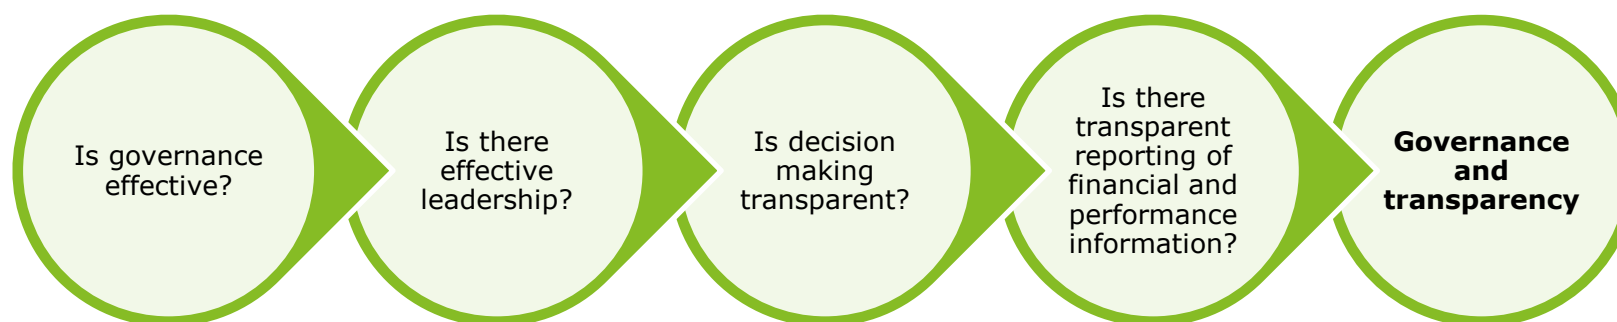 Is governance
effective?
Is there
effective
leadership?
Is decision
making
transparent?
Is there
transparent
reporting of
financial and
performance
information?
Governance
and
transparency